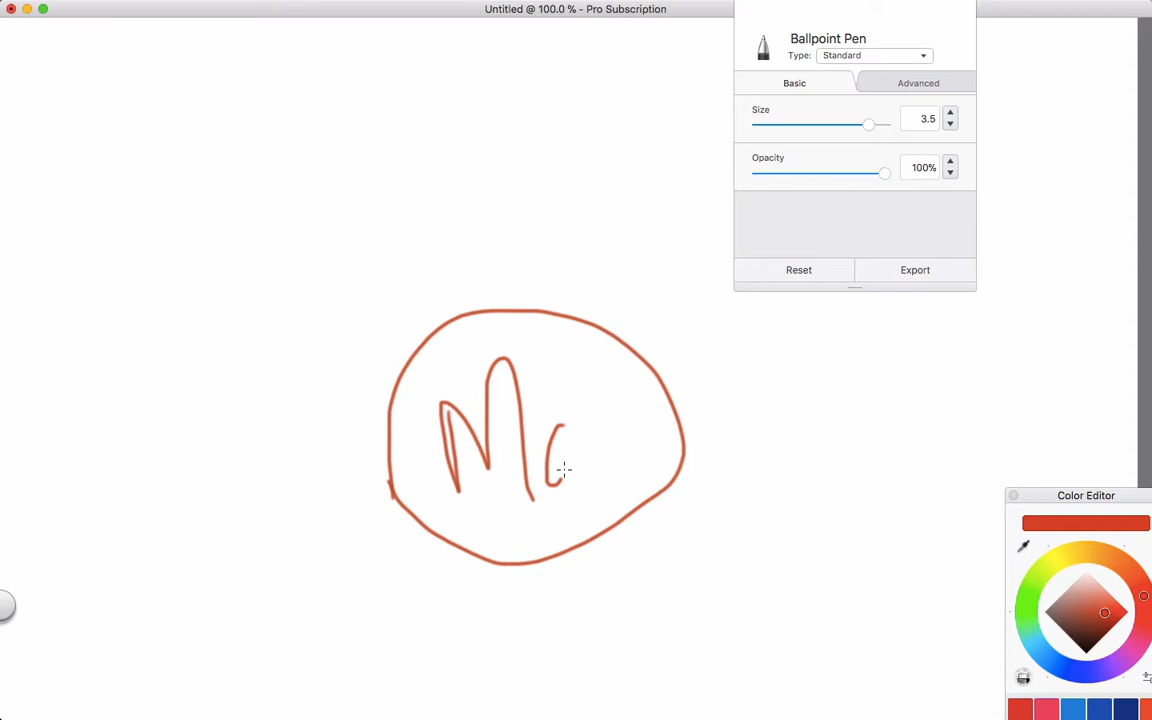 Untitled @ 100.0 % - Pro Subscription
Ballpoint Pen
Type: Standard
Basic Advanced
Size
3.5
Opacity
100%
Reset Export
Mc
Color Editor